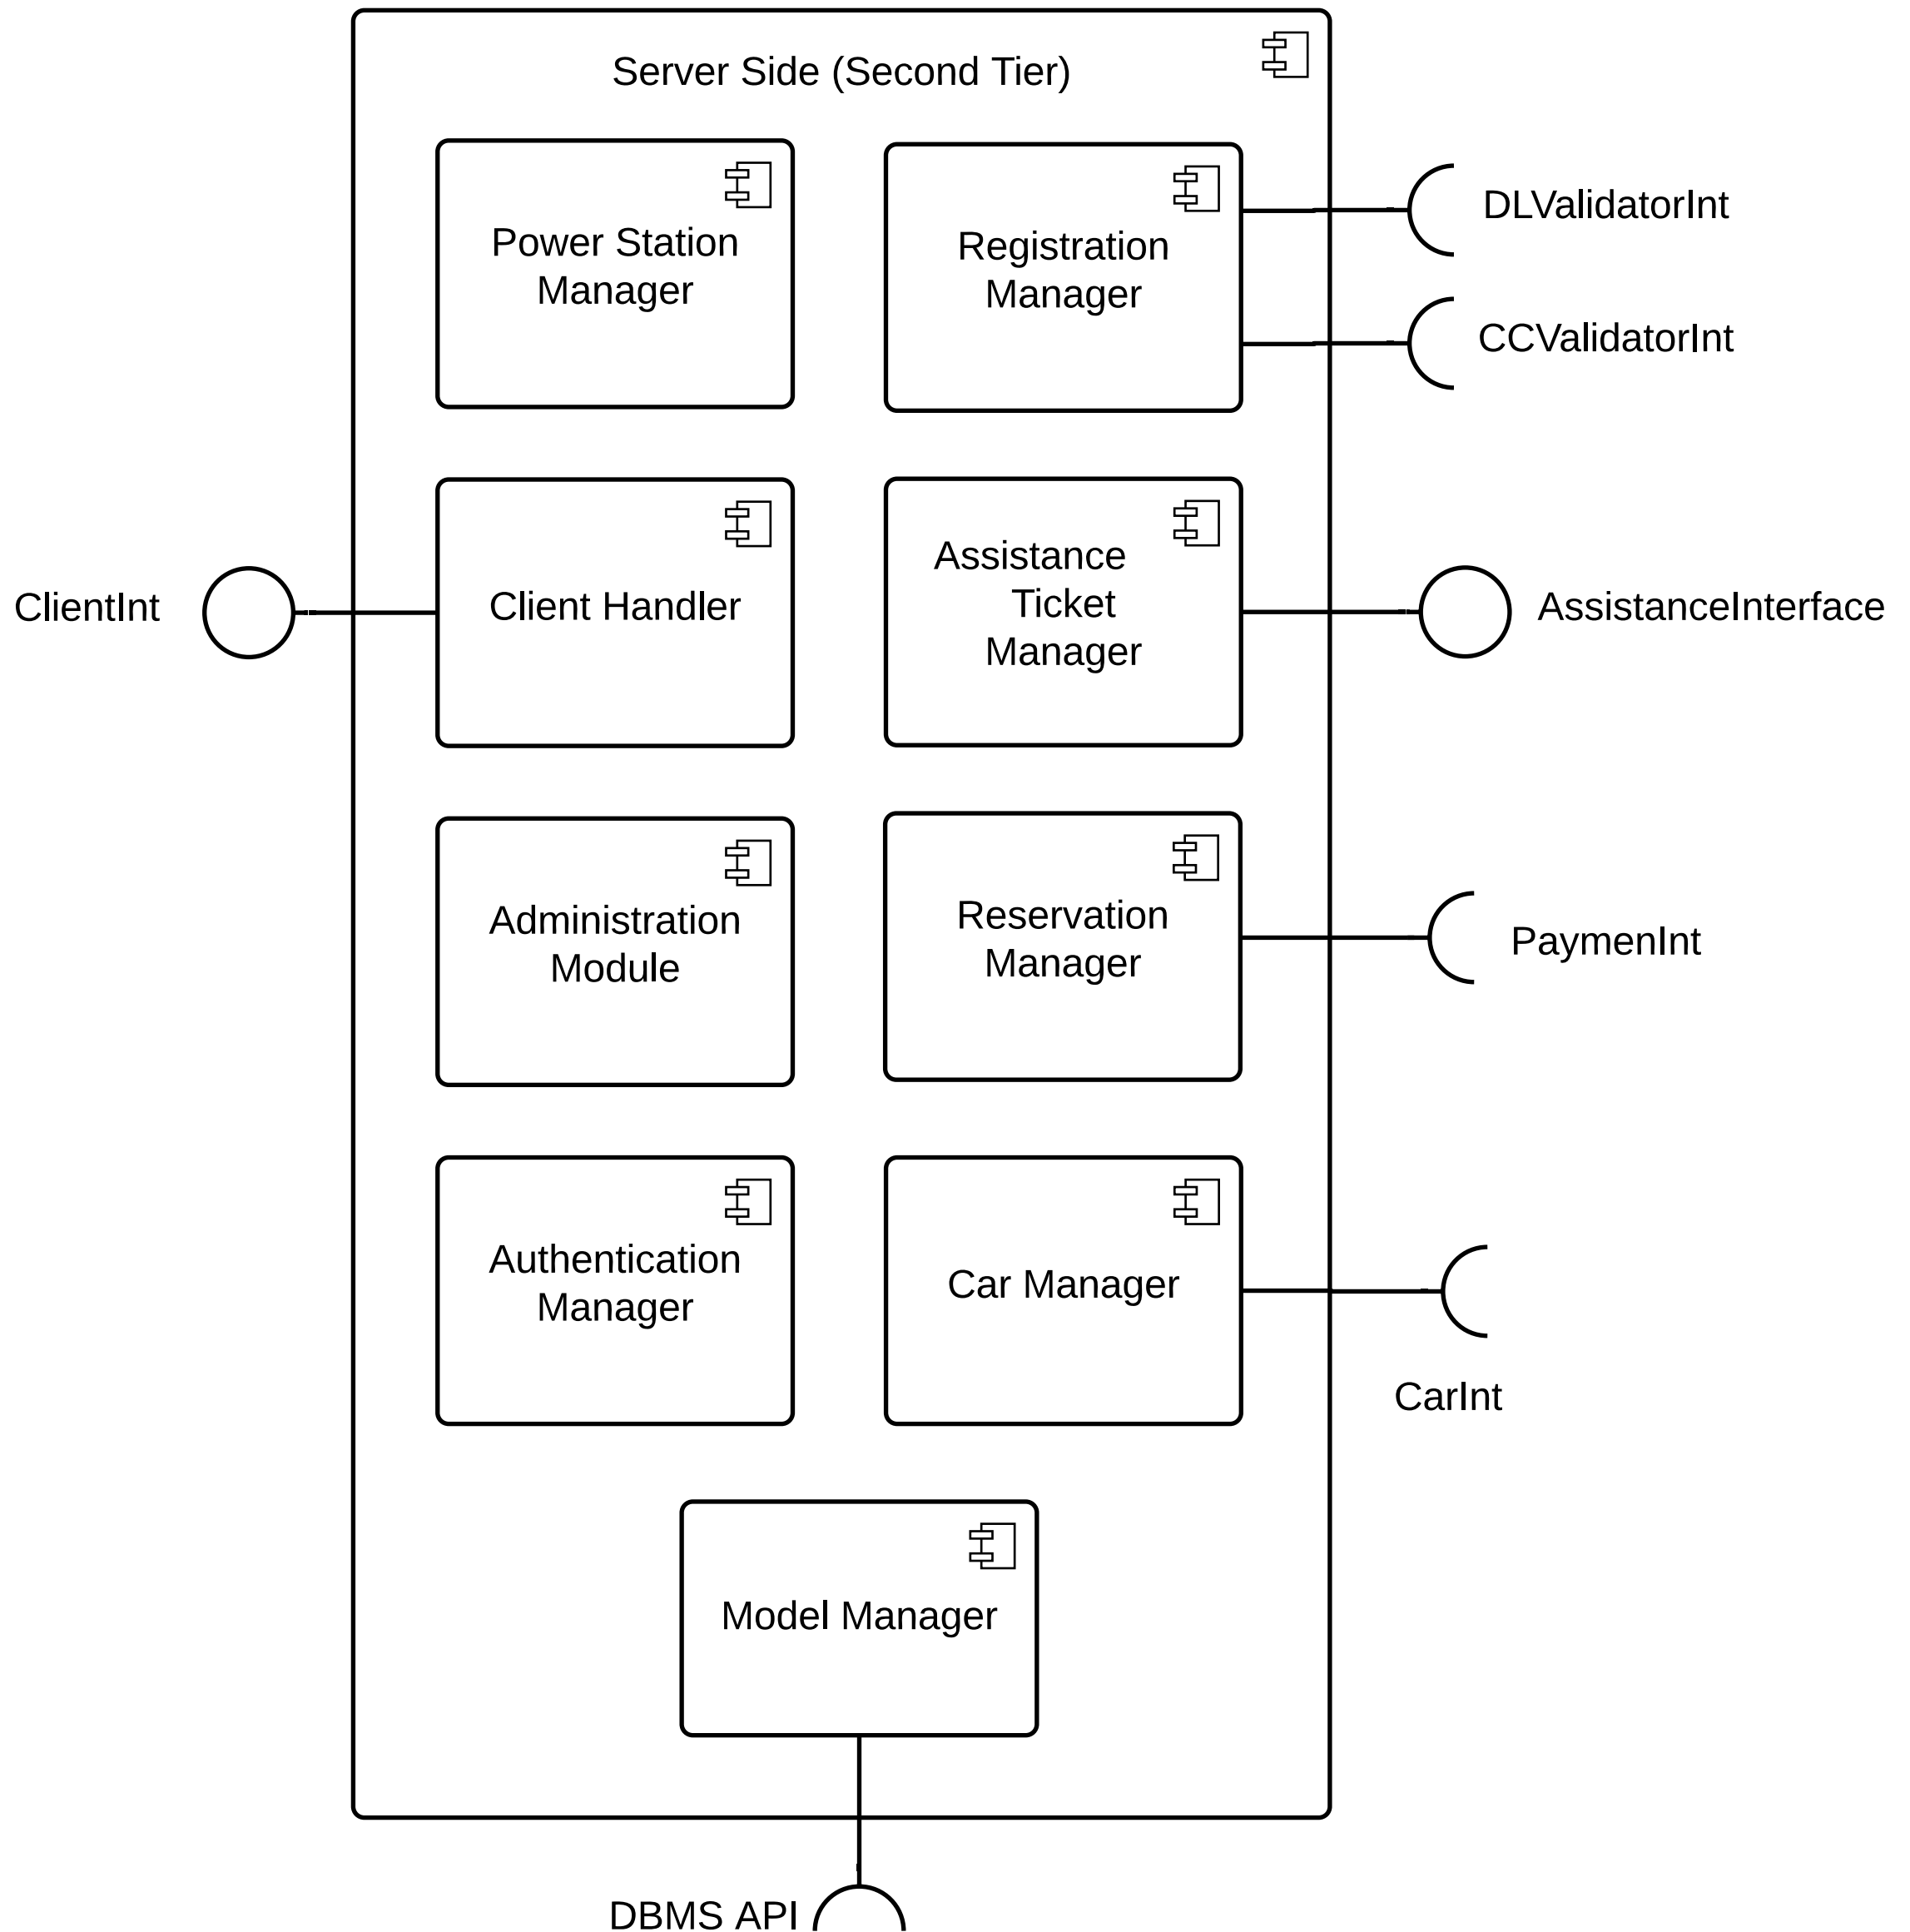 Server Side (Second Tier)
Power Station
Manager
Registration
Manager
DLValidatorInt
CCValidatorInt
ClientInt
Client Handler
Assistance
Ticket
Manager
AssistanceInterface
Administration
Module
Reservation
Manager
PaymenInt
Authentication
Manager
Car Manager
CarInt
Model Manager
DBMS API